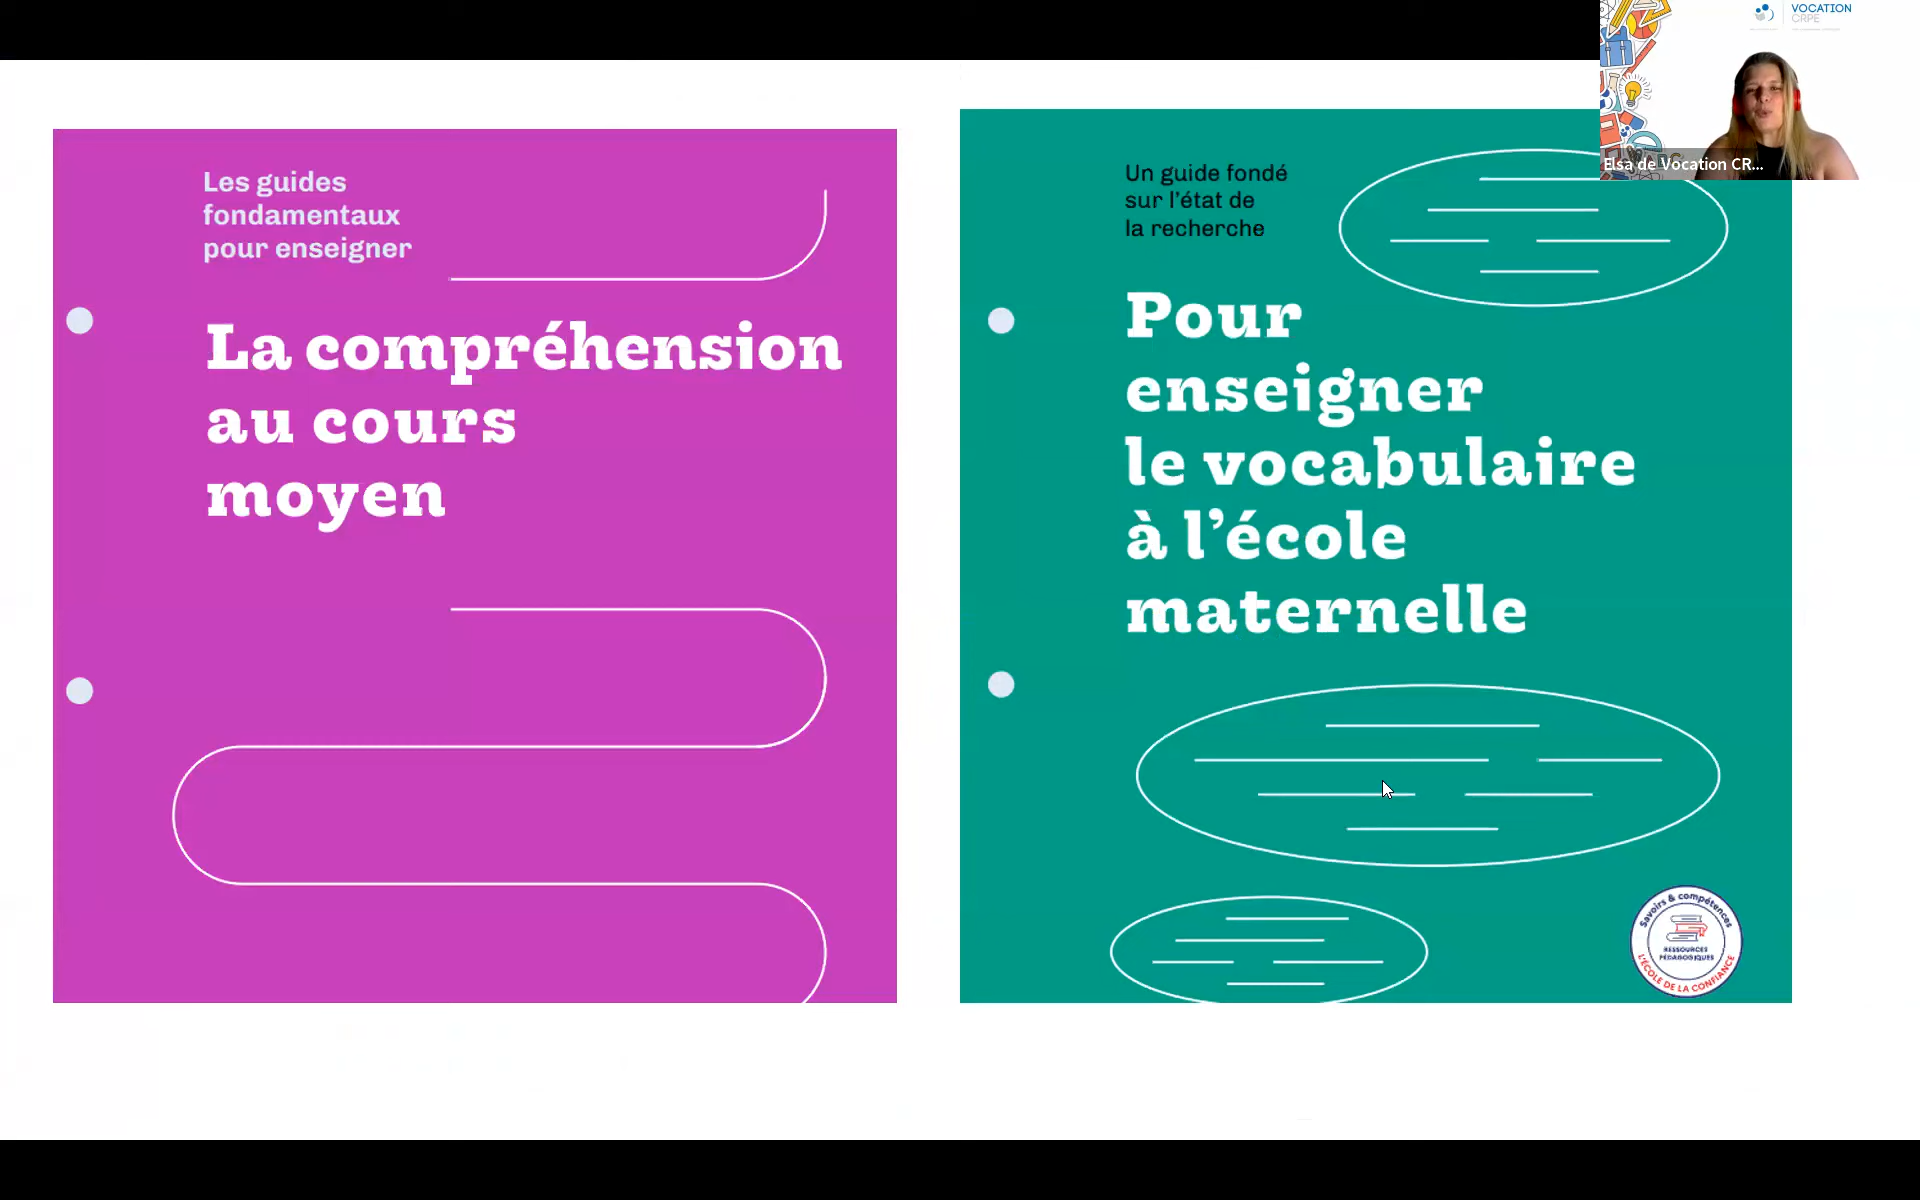 Les guides
fondamentaux
pour enseigner
La compréhension
au cours
moyen
Un guide fondé
sur l’état de
la recherche
Pour
enseigner
le vocabulaire
à l’école
maternelle
Savoirs & compétences
RESSOURCES
PÉDAGOGIQUES
L’ÉCOLE DE LA CONFIANCE
VOCATION
CRPE
Elsa de Vocation CR...